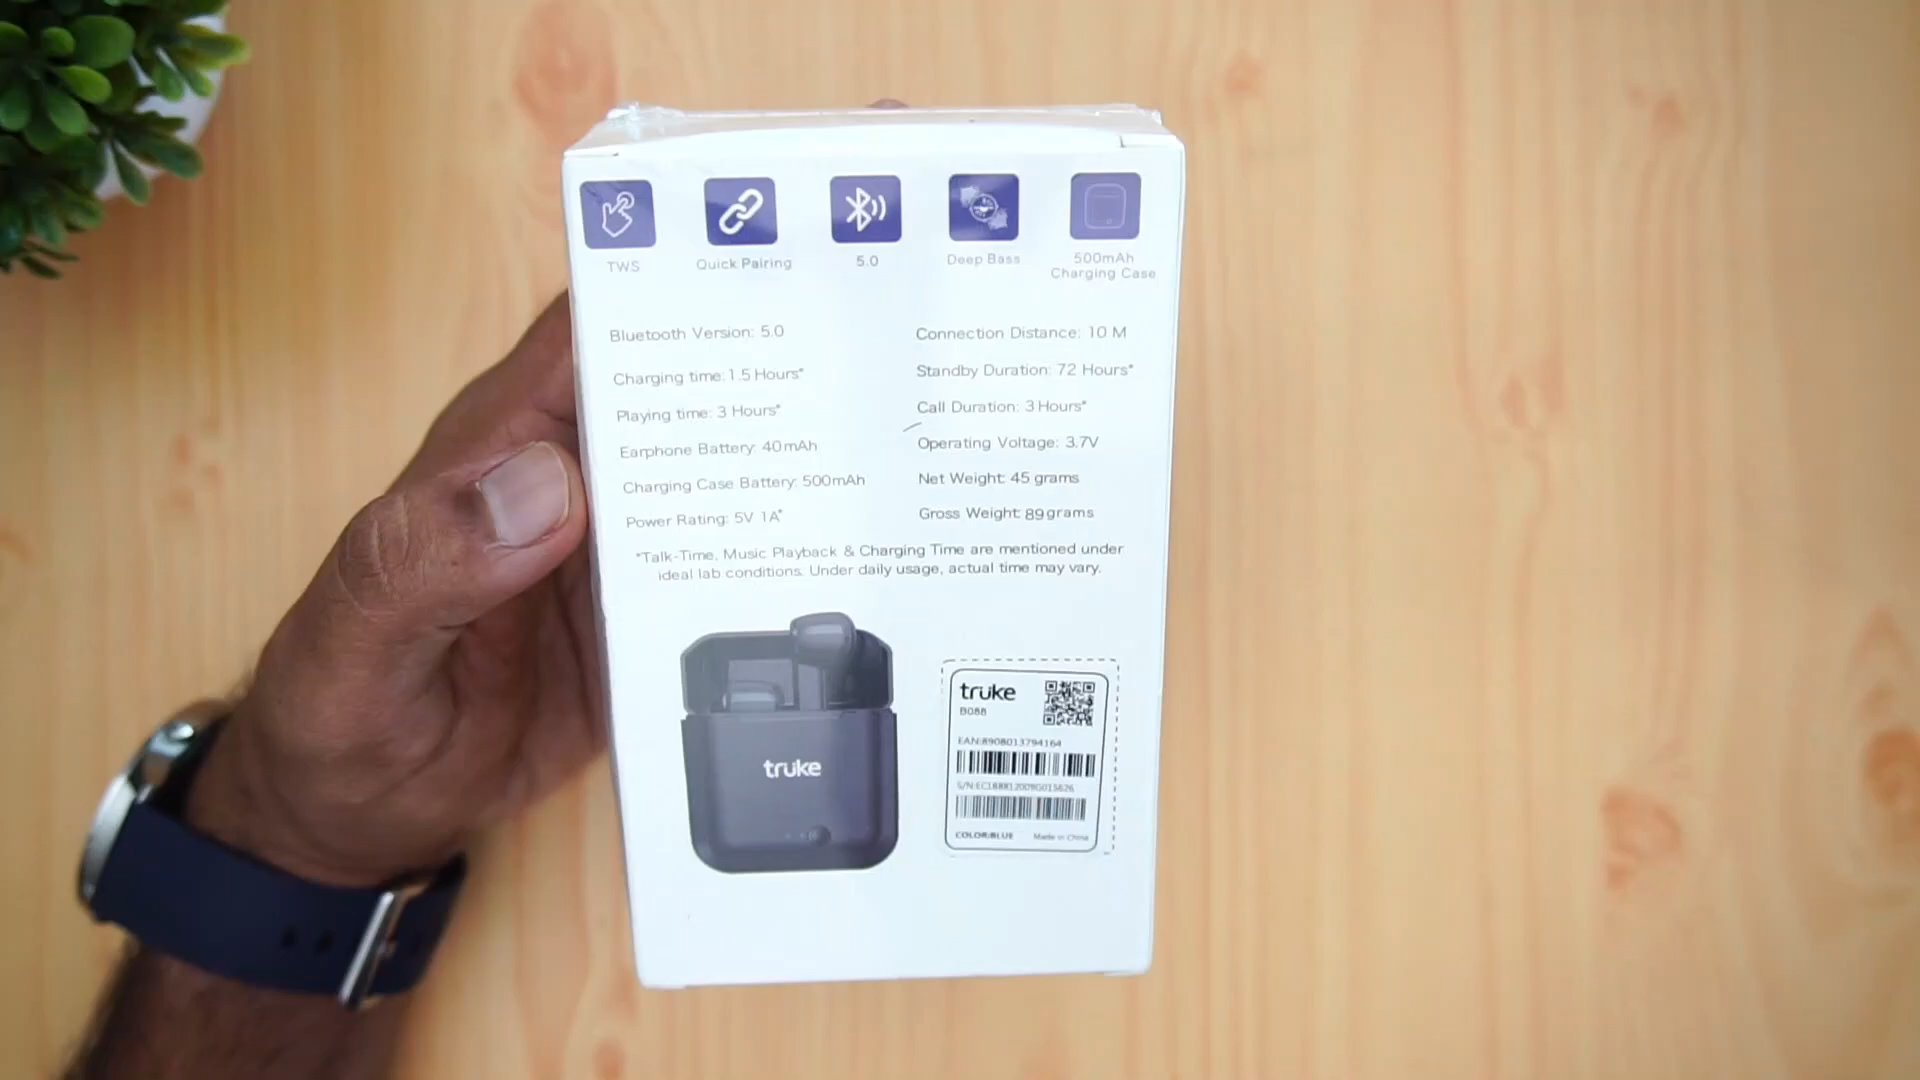 TWS
Quick Pairing
5.0
Deep Bass
500mAh
Charging Case
Bluetooth Version: 5.0
Charging time: 1.5 Hours*
Playing time: 3 Hours*
Earphone Battery: 40mAh
Charging Case Battery: 500mAh
Power Rating: 5V 1A*
Connection Distance: 10 M
Standby Duration: 72 Hours*
Call Duration: 3 Hours*
Operating Voltage: 3.7V
Net Weight: 45 grams
Gross Weight: 89 grams
*Talk-Time, Music Playback & Charging Time are mentioned under
ideal lab conditions. Under daily usage, actual time may vary.
truke
truke
B088
EAN:8908013794164
COLOR:BLUE
Made in China